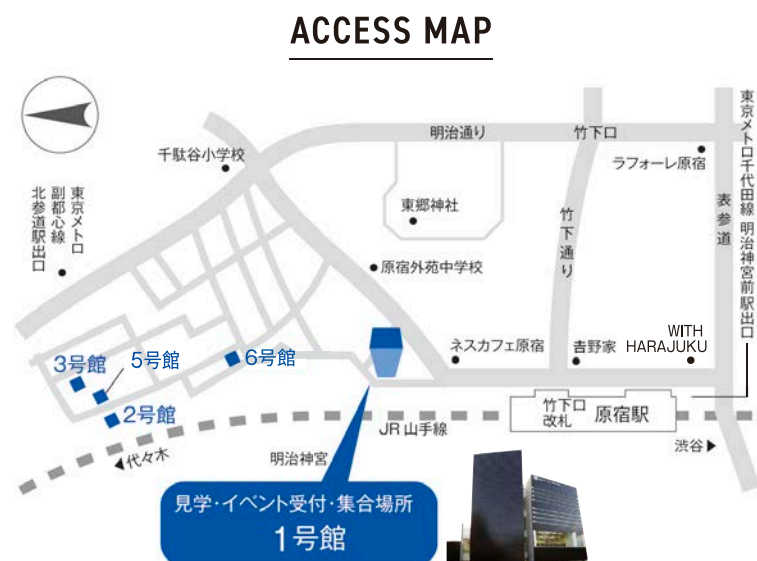 ACCESS MAP
明治通り
竹下口
千駄谷小学校
ラフォーレ原宿
東京メトロ千代田線 明治神宮前駅出口
東京メトロ
副都心線
北参道駅出口
東郷神社
竹下通り
表参道
原宿外苑中学校
WITH
HARAJUKU
ネスカフェ原宿
𠮷野家
3号館
5号館
6号館
2号館
竹下口
改札
原宿駅
JR 山手線
◀代々木
明治神宮
渋谷▶
見学・イベント受付・集合場所
1号館